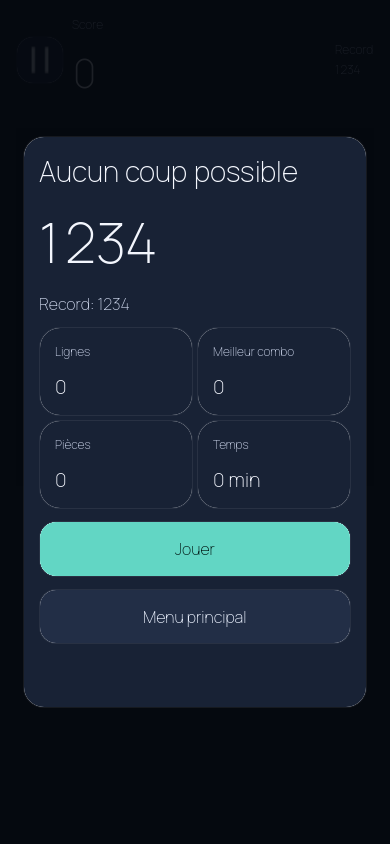 Score
0
Record
1234
Aucun coup possible
1234
Record: 1234
Lignes
0
Meilleur combo
0
Pièces
0
Temps
0 min
Jouer
Menu principal